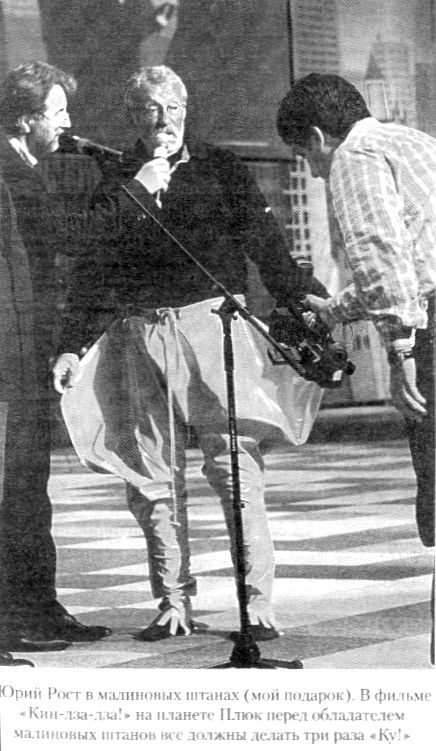 Юрий Рост в малиновых штанах (мой подарок). В фильме
«Кин-дза-дза!» на планете Плюк перед обладателем
малиновых штанов все должны делать три раза «Ку!»